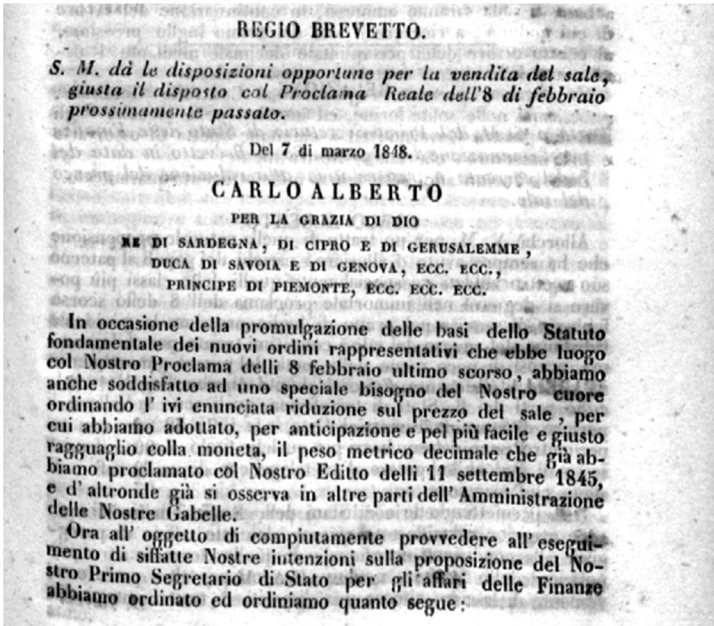 REGIO BREVETTO.
S. M. dà le disposizioni opportune per la vendita del sale,
giusta il disposto col Proclama Reale dell'8 di febbraio
prossimamente passato.
Del 7 di marzo 1848.
CARLO ALBERTO
PER LA GRAZIA DI DIO
RE DI SARDEGNA, DI CIPRO E DI GERUSALEMME,
DUCA DI SAVOIA E DI GENOVA, ECC. ECC.,
PRINCIPE DI PIEMONTE, ECC. ECC. ECC.
In occasione della promulgazione delle basi dello Statuto
fondamentale dei nuovi ordini rappresentativi che ebbe luogo
col Nostro Proclama delli 8 febbraio ultimo scorso, abbiamo
anche soddisfatto ad uno speciale bisogno del Nostro cuore
ordinando l'ivi enunciata riduzione sul prezzo del sale, per
cui abbiamo adottato, per anticipazione e pel più facile e giusto
ragguaglio colla moneta, il peso metrico decimale che già ab-
biamo proclamato col Nostro Editto delli 11 settembre 1845,
e d'altronde già si osserva in altre parti dell'Amministrazione
delle Nostre Gabelle.
Ora all'oggetto di compiutamente provvedere all'esegui-
mento di siffatte Nostre intenzioni sulla proposizione del No-
stro Primo Segretario di Stato per gli affari delle Finanze
abbiamo ordinato ed ordiniamo quanto segue: